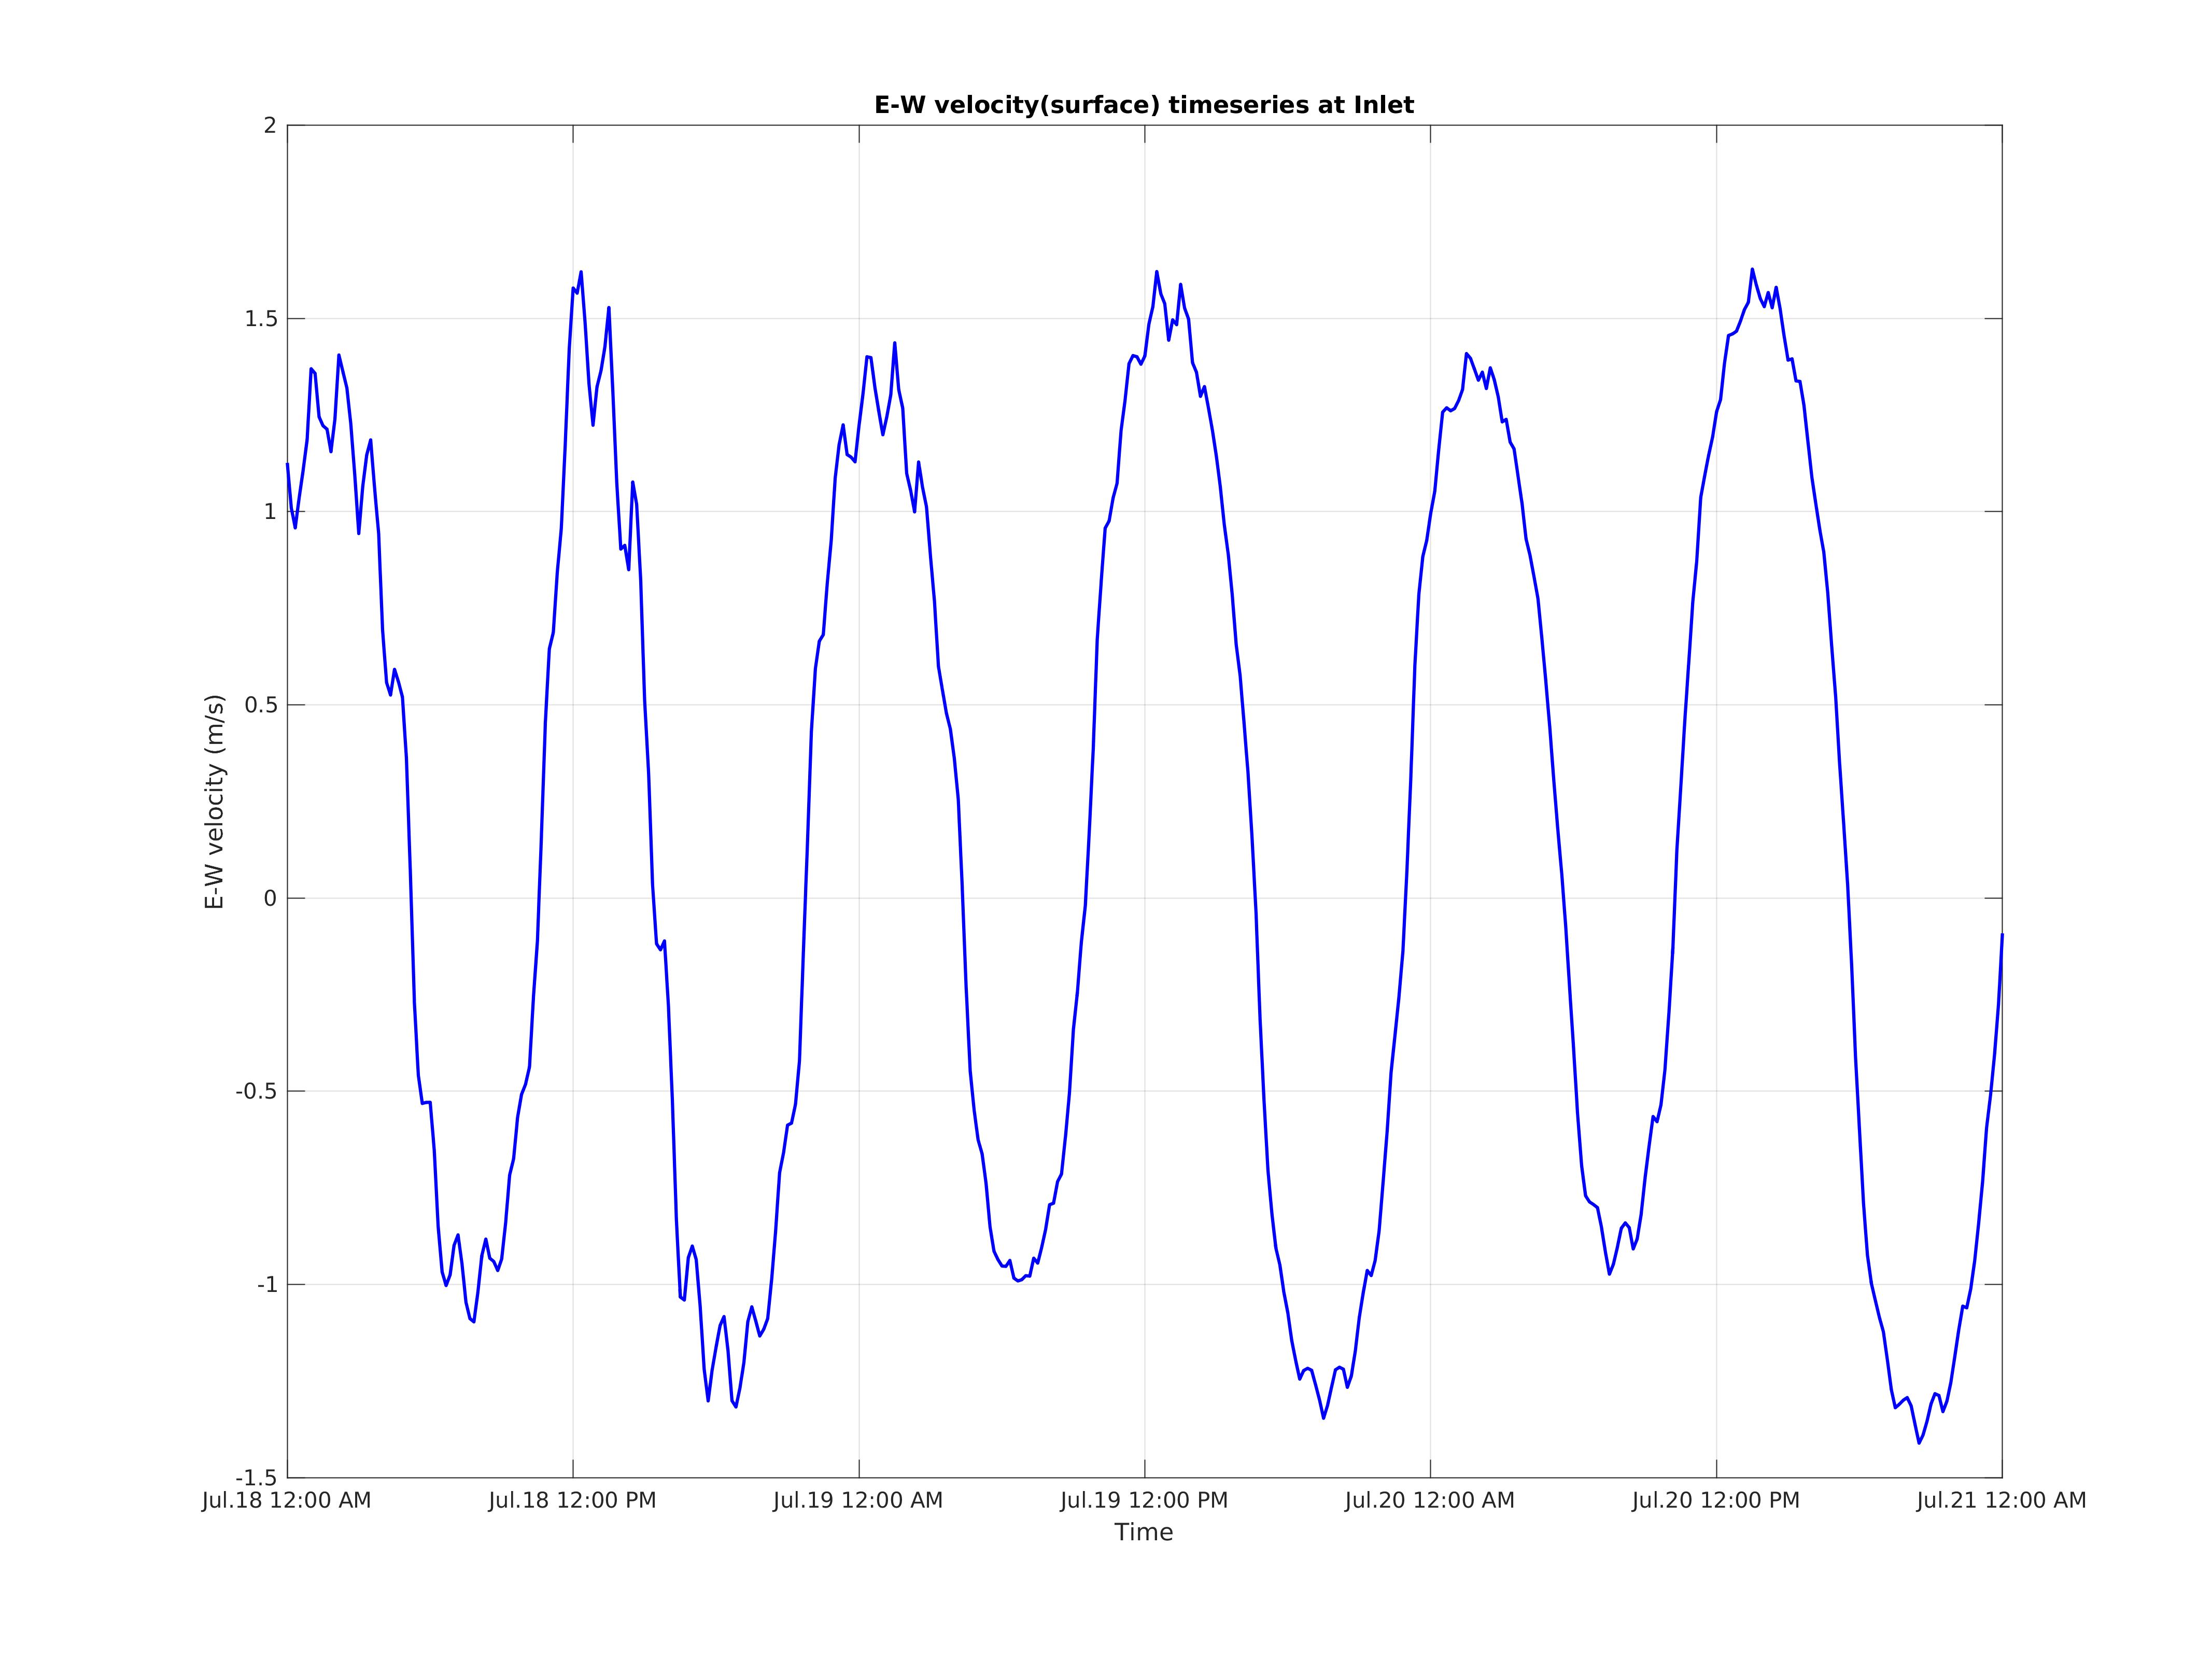 E-W velocity(surface) timeseries at Inlet
2
1.5
1
0.5
0
-0.5
-1
-1.5
E-W velocity (m/s)
Jul.18 12:00 AM Jul.18 12:00 PM Jul.19 12:00 AM Jul.19 12:00 PM Jul.20 12:00 AM Jul.20 12:00 PM Jul.21 12:00 AM
Time